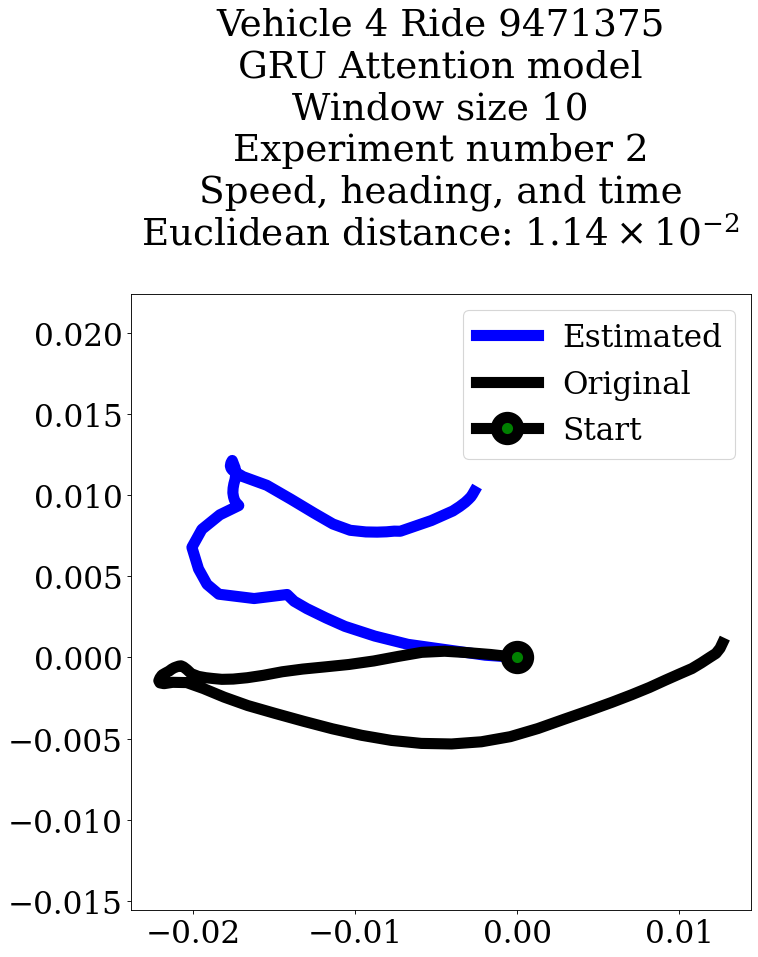 Vehicle 4 Ride 9471375
GRU Attention model
Window size 10
Experiment number 2
Speed, heading, and time
Euclidean distance: 1.14 × 10⁻²
Estimated
Original
Start
0.020
0.015
0.010
0.005
0.000
−0.005
−0.010
−0.015
−0.02 −0.01 0.00 0.01